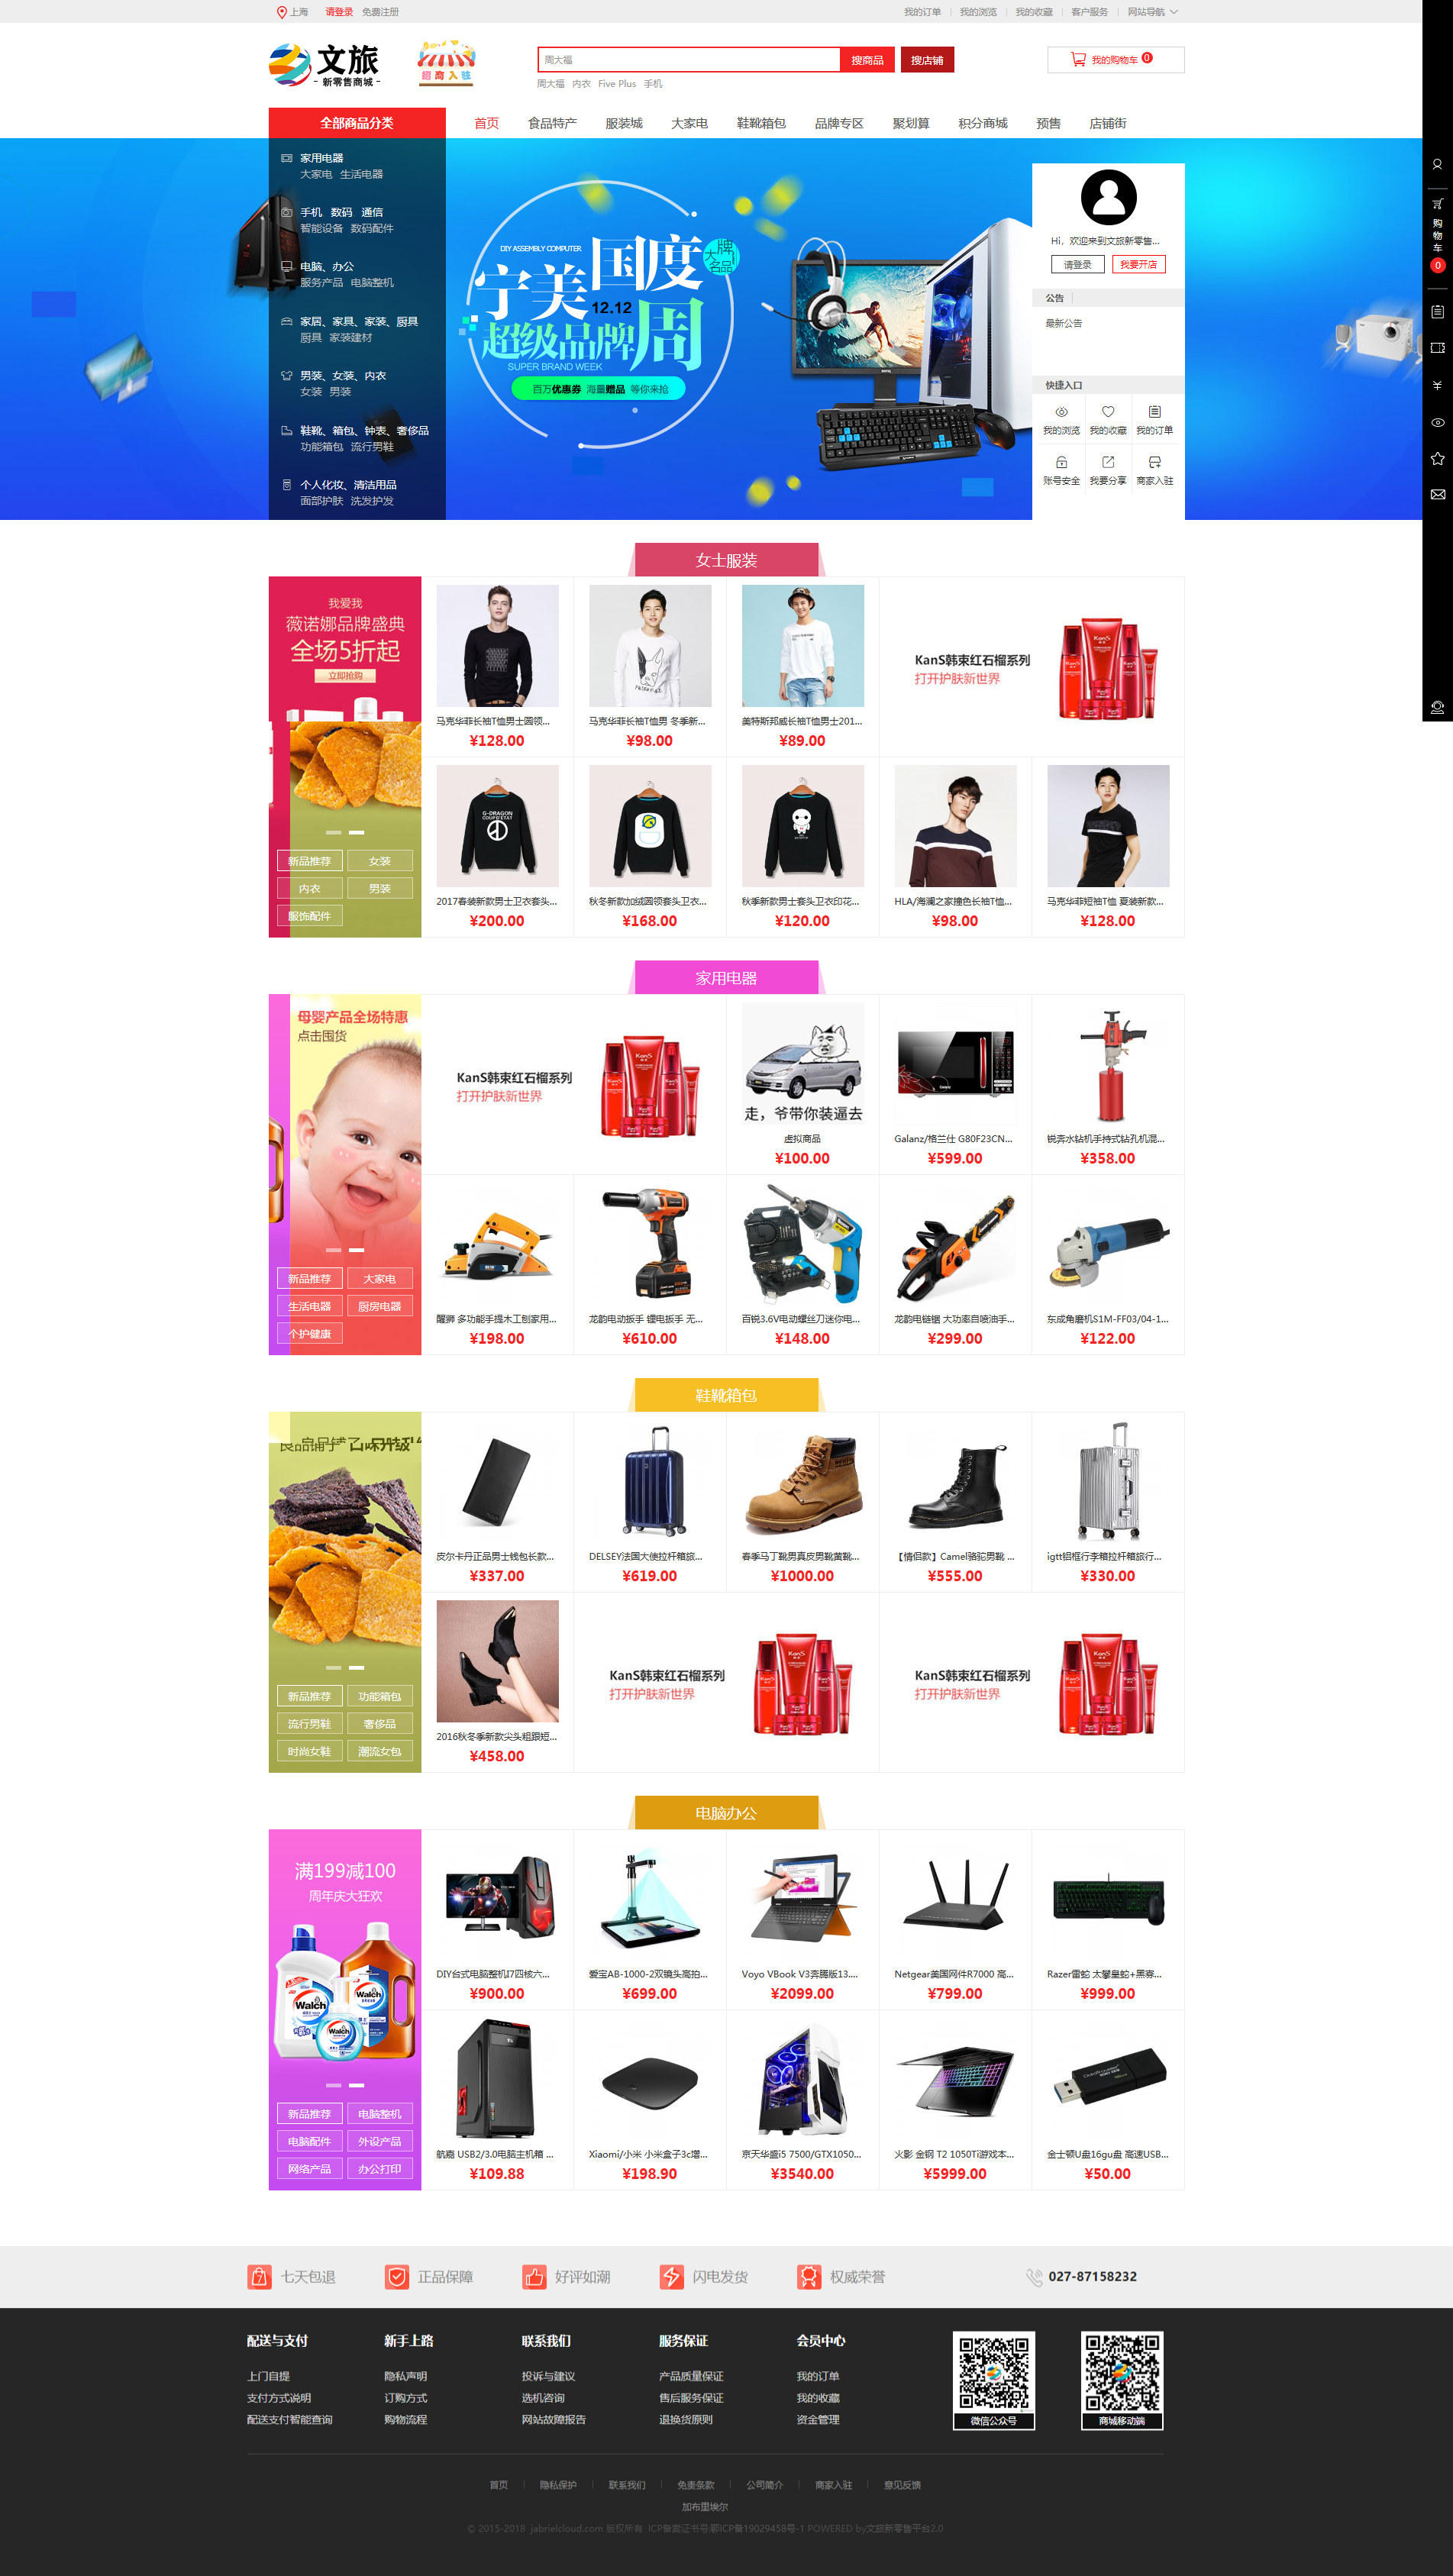 上海 请登录 免费注册
我的订单 我的浏览 我的收藏 客户服务 网站导航
文旅
新零售商城
招商入驻
周大福 搜商品 搜店铺
我的购物车 0
周大福 内衣 Five Plus 手机
全部商品分类 首页 食品特产 服装城 大家电 鞋靴箱包 品牌专区 聚划算 积分商城 预售 店铺街
家用电器
大家电 生活电器
手机 数码 通信
智能设备 数码配件
电脑、办公
服务产品 电脑整机
家居、家具、家装、厨具
厨具 家装建材
男装、女装、内衣
女装 男装
鞋靴、箱包、钟表、奢侈品
功能箱包 流行男鞋
个人化妆、清洁用品
面部护肤 洗发护发
DIY ASSEMBLY COMPUTER
宁美国度
大牌名品
12.12
超级品牌周
SUPER BRAND WEEK
百万优惠券 海量赠品 等你来抢
Hi，欢迎来到文旅新零售...
请登录 我要开店
公告
最新公告
快捷入口
我的浏览 我的收藏 我的订单
账号安全 我要分享 商家入驻
购物车
0
女士服装
我爱我
薇诺娜品牌盛典
全场5折起
立即抢购
新品推荐 女装
内衣 男装
服饰配件
马克华菲长袖T恤男士圆领...
¥128.00
马克华菲长袖T恤男 冬季新...
¥98.00
美特斯邦威长袖T恤男士201...
¥89.00
KanS韩束红石榴系列
打开护肤新世界
2017春装新款男士卫衣套头...
¥200.00
秋冬新款加绒圆领套头卫衣...
¥168.00
秋季新款男士套头卫衣印花...
¥120.00
HLA/海澜之家撞色长袖T恤...
¥98.00
马克华菲短袖T恤 夏装新款...
¥128.00
家用电器
母婴产品全场特惠
点击囤货
新品推荐 大家电
生活电器 厨房电器
个护健康
KanS韩束红石榴系列
打开护肤新世界
走，爷带你装逼去
虚拟商品
¥100.00
Galanz/格兰仕 G80F23CN...
¥599.00
锐奔水钻机手持式钻孔机混...
¥358.00
醒狮 多功能手提木工刨家用...
¥198.00
龙韵电动扳手 锂电扳手 无...
¥610.00
百锐3.6V电动螺丝刀迷你电...
¥148.00
龙韵电链锯 大功率自喷油手...
¥299.00
东成角磨机S1M-FF03/04-1...
¥122.00
鞋靴箱包
新品推荐 功能箱包
流行男鞋 奢侈品
时尚女鞋 潮流女包
皮尔卡丹正品男士钱包长款...
¥337.00
DELSEY法国大使拉杆箱旅...
¥619.00
春季马丁靴男真皮男靴黄靴...
¥1000.00
【情侣款】Camel骆驼男靴 ...
¥555.00
igtt铝框行李箱拉杆箱旅行...
¥330.00
2016秋冬季新款尖头粗跟短...
¥458.00
KanS韩束红石榴系列
打开护肤新世界
KanS韩束红石榴系列
打开护肤新世界
电脑办公
满199减100
周年庆大狂欢
Walch
Walch
Walch
新品推荐 电脑整机
电脑配件 外设产品
网络产品 办公打印
DIY台式电脑整机I7四核六...
¥900.00
爱宝AB-1000-2双镜头高拍...
¥699.00
Voyo VBook V3奔腾版13....
¥2099.00
Netgear美国网件R7000 高...
¥799.00
Razer雷蛇 太攀皇蛇+黑寡...
¥999.00
航嘉 USB2/3.0电脑主机箱 ...
¥109.88
Xiaomi/小米 小米盒子3c增...
¥198.90
京天华盛i5 7500/GTX1050...
¥3540.00
火影 金钢 T2 1050Ti游戏本...
¥5999.00
金士顿U盘16gu盘 高速USB...
¥50.00
七天包退 正品保障 好评如潮 闪电发货 权威荣誉 027-87158232
配送与支付 新手上路 联系我们 服务保证 会员中心
上门自提 隐私声明 投诉与建议 产品质量保证 我的订单
支付方式说明 订购方式 选机咨询 售后服务保证 我的收藏
配送支付智能查询 购物流程 网站故障报告 退换货原则 资金管理
微信公众号 商城移动端
首页 隐私保护 联系我们 免责条款 公司简介 商家入驻 意见反馈
加布里埃尔
© 2015-2018 jabrielcloud.com 版权所有 ICP备案证书号:鄂ICP备19029458号-1 POWERED by文旅新零售平台2.0